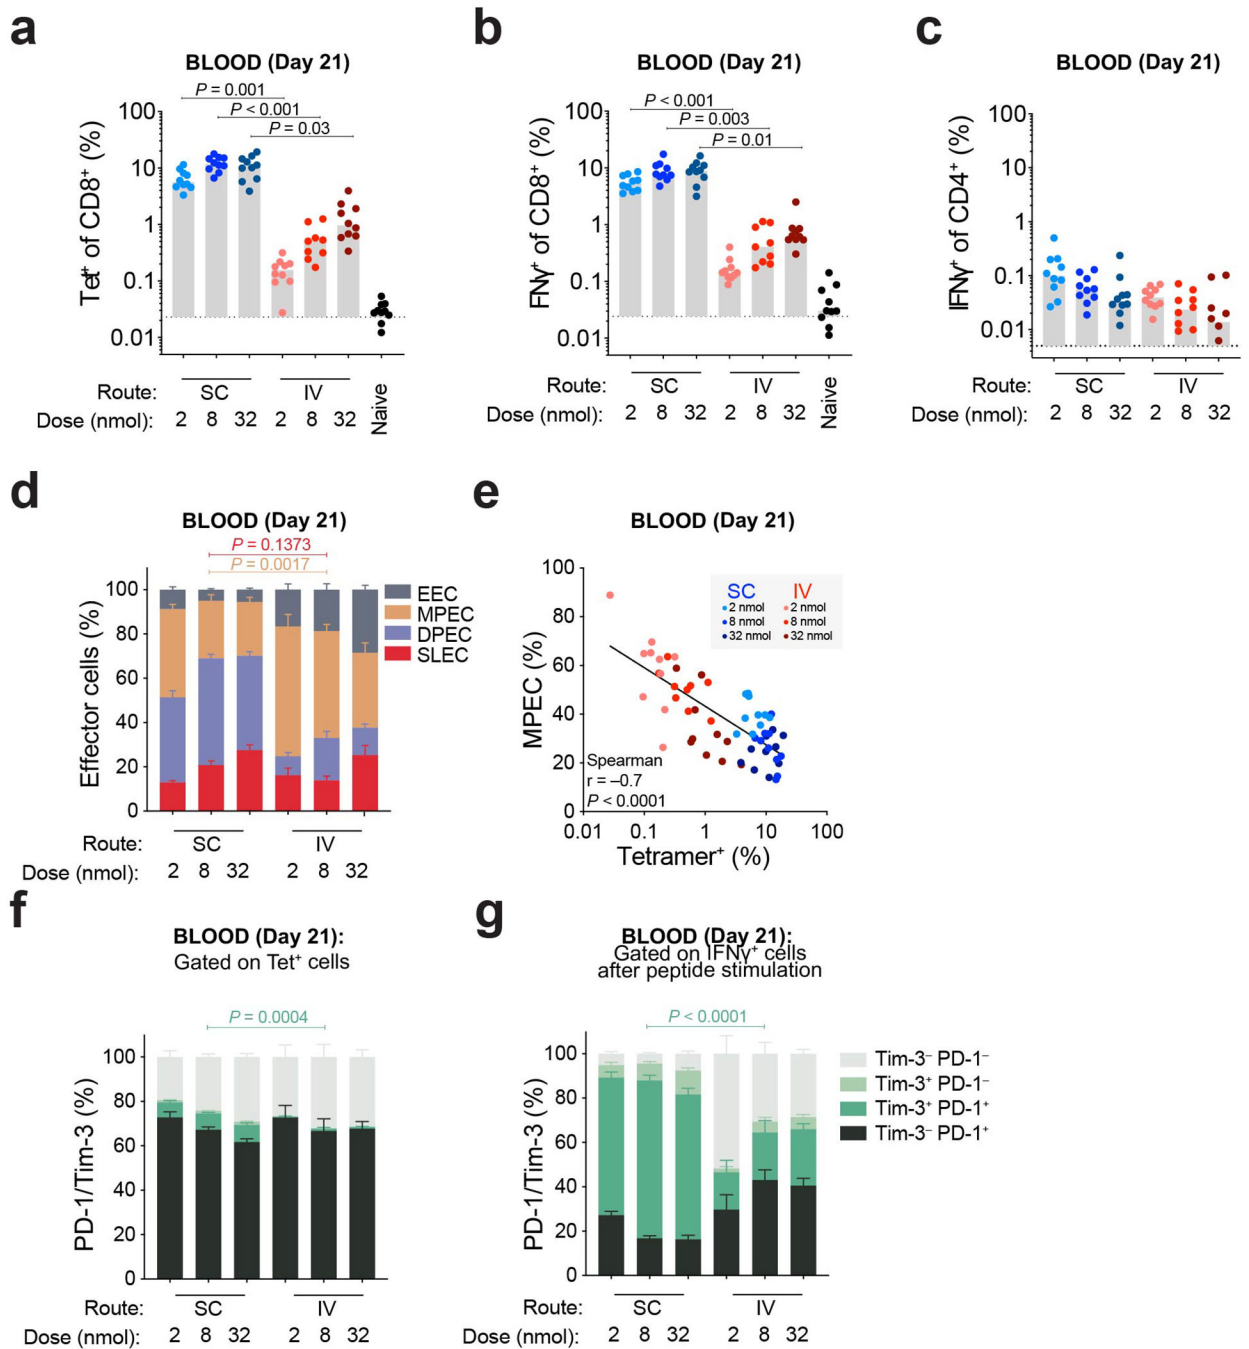 a
BLOOD (Day 21)
P = 0.001
P < 0.001
P = 0.03
Tet⁺ of CD8⁺ (%)
100
10
1
0.1
0.01
Route: SC IV
Dose (nmol): 2 8 32 2 8 32 Naive
b
BLOOD (Day 21)
P < 0.001
P = 0.003
P = 0.01
FNγ⁺ of CD8⁺ (%)
100
10
1
0.1
0.01
Route: SC IV
Dose (nmol): 2 8 32 2 8 32 Naive
c
BLOOD (Day 21)
IFNγ⁺ of CD4⁺ (%)
100
10
1
0.1
0.01
Route: SC IV
Dose (nmol): 2 8 32 2 8 32
d
BLOOD (Day 21)
P = 0.1373
P = 0.0017
Effector cells (%)
100
80
60
40
20
0
EEC
MPEC
DPEC
SLEC
Route: SC IV
Dose (nmol): 2 8 32 2 8 32
e
BLOOD (Day 21)
MPEC (%)
100
80
60
40
20
0
SC IV
2 nmol 2 nmol
8 nmol 8 nmol
32 nmol 32 nmol
Spearman
r = –0.7
P < 0.0001
0.01 0.1 1 10 100
Tetramer⁺ (%)
f
BLOOD (Day 21):
Gated on Tet⁺ cells
P = 0.0004
PD-1/Tim-3 (%)
100
80
60
40
20
0
Route: SC IV
Dose (nmol): 2 8 32 2 8 32
g
BLOOD (Day 21):
Gated on IFNγ⁺ cells
after peptide stimulation
P < 0.0001
PD-1/Tim-3 (%)
100
80
60
40
20
0
Tim-3⁻ PD-1⁻
Tim-3⁺ PD-1⁻
Tim-3⁺ PD-1⁺
Tim-3⁻ PD-1⁺
Route: SC IV
Dose (nmol): 2 8 32 2 8 32